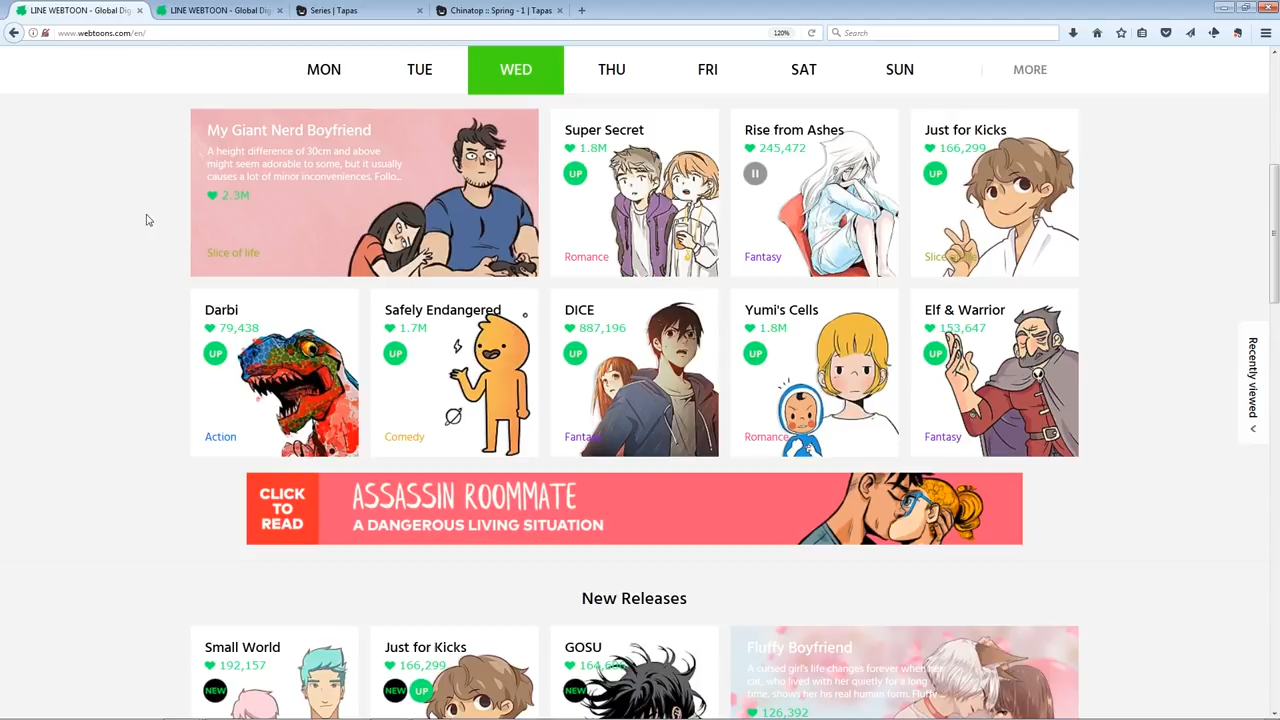 LINE WEBTOON - Global Dig
LINE WEBTOON - Global Dig
Series | Tapas
Chinatop :: Spring - 1 | Tapas
www.webtoons.com/en/
120%
Search
MON
TUE
WED
THU
FRI
SAT
SUN
MORE
My Giant Nerd Boyfriend
A height difference of 30cm and above
might seem adorable to some, but it usually
causes a lot of minor inconveniences. Follo...
2.3M
Slice of life
Super Secret
1.8M
UP
Romance
Rise from Ashes
245,472
Fantasy
Just for Kicks
166,299
UP
Slice of life
Darbi
79,438
UP
Action
Safely Endangered
1.7M
UP
Comedy
DICE
887,196
UP
Fantasy
Yumi's Cells
1.8M
UP
Romance
Elf & Warrior
153,647
UP
Fantasy
Recently viewed
CLICK
TO
READ
ASSASSIN ROOMMATE
A DANGEROUS LIVING SITUATION
New Releases
Small World
192,157
NEW
Just for Kicks
166,299
NEW
UP
GOSU
NEW
Fluffy Boyfriend
A cursed girl's life changes forever when her
cat, who lived with her quietly for a long
time, shows her his real human form. Fluffy ...
126,392